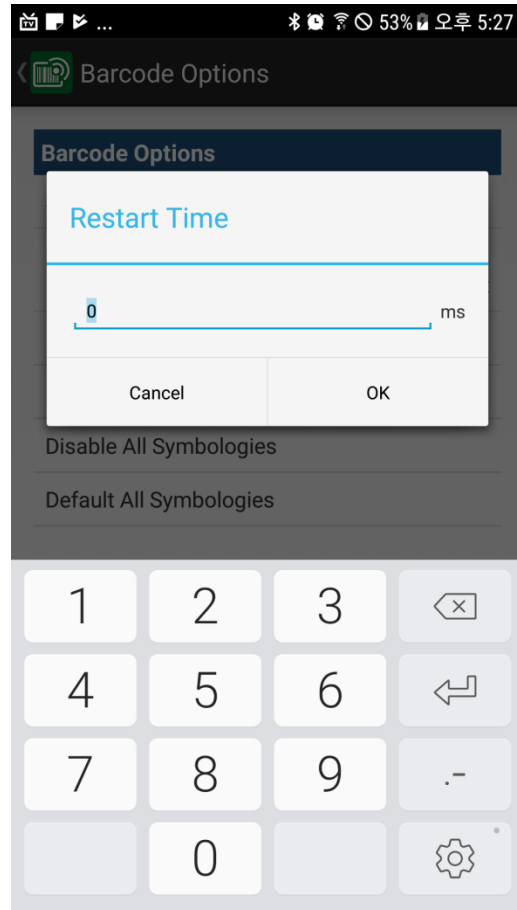 ... 53% 오후 5:27
Barcode Options
Barcode Options
Restart Time
0 ms
Cancel OK
Disable All Symbologies
Default All Symbologies
1 2 3
4 5 6
7 8 9 .-
0